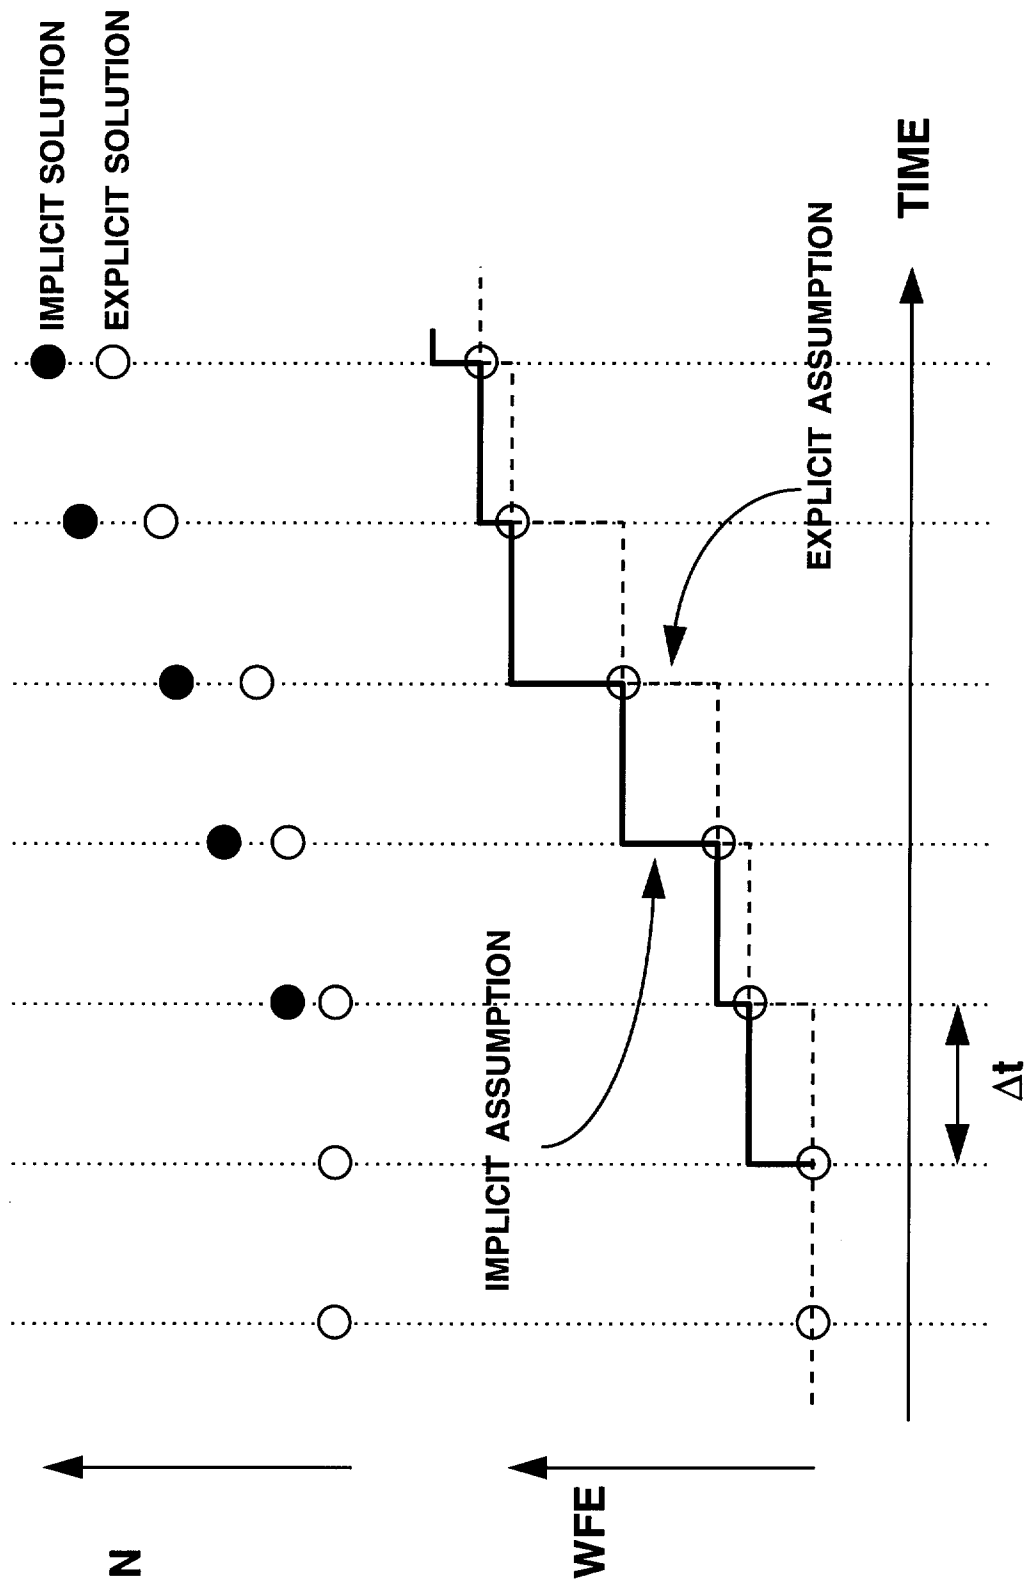 IMPLICIT SOLUTION
EXPLICIT SOLUTION
N
WFE
IMPLICIT ASSUMPTION
EXPLICIT ASSUMPTION
TIME
Δt